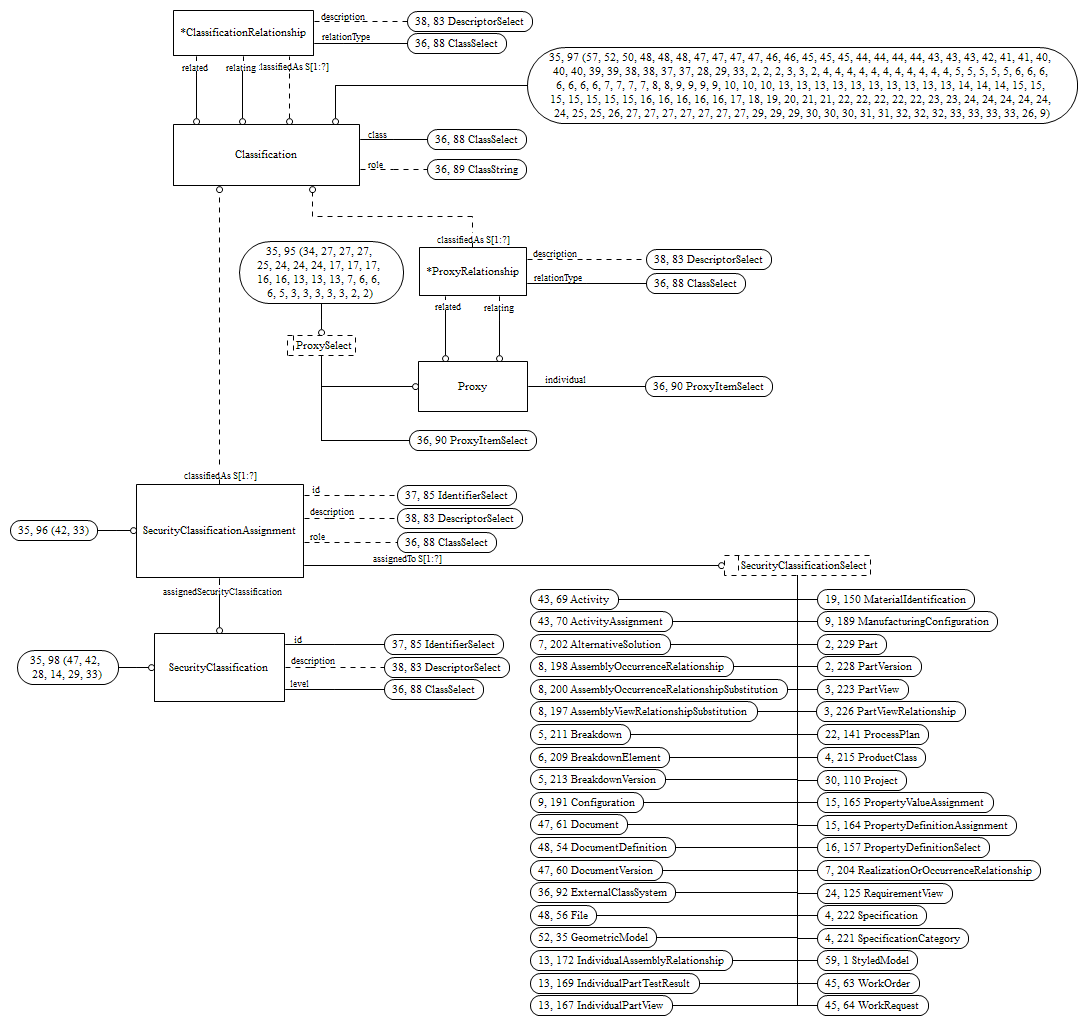 description
38, 83 DescriptorSelect
*ClassificationRelationship
relationType
36, 88 ClassSelect
related
relating
classifiedAs S[1:?]
35, 97 (57, 52, 50, 48, 48, 48, 47, 47, 47, 47, 46, 46, 45, 45, 45, 44, 44, 44, 44, 43, 43, 43, 42, 41, 41, 40,
40, 40, 39, 39, 38, 38, 37, 37, 28, 29, 33, 2, 2, 2, 3, 3, 2, 4, 4, 4, 4, 4, 4, 4, 4, 4, 4, 4, 5, 5, 5, 5, 5, 6, 6, 6,
6, 6, 6, 6, 7, 7, 7, 7, 8, 8, 9, 9, 9, 9, 10, 10, 10, 13, 13, 13, 13, 13, 13, 13, 13, 13, 13, 14, 14, 14, 15, 15,
15, 15, 15, 15, 15, 16, 16, 16, 16, 16, 17, 18, 19, 20, 21, 21, 22, 22, 22, 22, 22, 23, 23, 24, 24, 24, 24, 24,
24, 25, 25, 26, 27, 27, 27, 27, 27, 27, 27, 29, 29, 29, 30, 30, 30, 31, 31, 32, 32, 32, 33, 33, 33, 33, 26, 9)
Classification
class
36, 88 ClassSelect
role
36, 89 ClassString
classifiedAs S[1:?]
35, 95 (34, 27, 27, 27,
25, 24, 24, 24, 17, 17, 17,
16, 16, 13, 13, 13, 7, 6, 6,
6, 5, 3, 3, 3, 3, 3, 2, 2)
description
38, 83 DescriptorSelect
*ProxyRelationship
relationType
36, 88 ClassSelect
related
relating
ProxySelect
Proxy
individual
36, 90 ProxyItemSelect
36, 90 ProxyItemSelect
classifiedAs S[1:?]
id
37, 85 IdentifierSelect
description
38, 83 DescriptorSelect
35, 96 (42, 33)
SecurityClassificationAssignment
role
36, 88 ClassSelect
assignedTo S[1:?]
SecurityClassificationSelect
assignedSecurityClassification
35, 98 (47, 42,
28, 14, 29, 33)
SecurityClassification
id
37, 85 IdentifierSelect
description
38, 83 DescriptorSelect
level
36, 88 ClassSelect
43, 69 Activity
19, 150 MaterialIdentification
43, 70 ActivityAssignment
9, 189 ManufacturingConfiguration
7, 202 AlternativeSolution
2, 229 Part
8, 198 AssemblyOccurrenceRelationship
2, 228 PartVersion
8, 200 AssemblyOccurrenceRelationshipSubstitution
3, 223 PartView
8, 197 AssemblyViewRelationshipSubstitution
3, 226 PartViewRelationship
5, 211 Breakdown
22, 141 ProcessPlan
6, 209 BreakdownElement
4, 215 ProductClass
5, 213 BreakdownVersion
30, 110 Project
9, 191 Configuration
15, 165 PropertyValueAssignment
47, 61 Document
15, 164 PropertyDefinitionAssignment
48, 54 DocumentDefinition
16, 157 PropertyDefinitionSelect
47, 60 DocumentVersion
7, 204 RealizationOrOccurrenceRelationship
36, 92 ExternalClassSystem
24, 125 RequirementView
48, 56 File
4, 222 Specification
52, 35 GeometricModel
4, 221 SpecificationCategory
13, 172 IndividualAssemblyRelationship
59, 1 StyledModel
13, 169 IndividualPartTestResult
45, 63 WorkOrder
13, 167 IndividualPartView
45, 64 WorkRequest